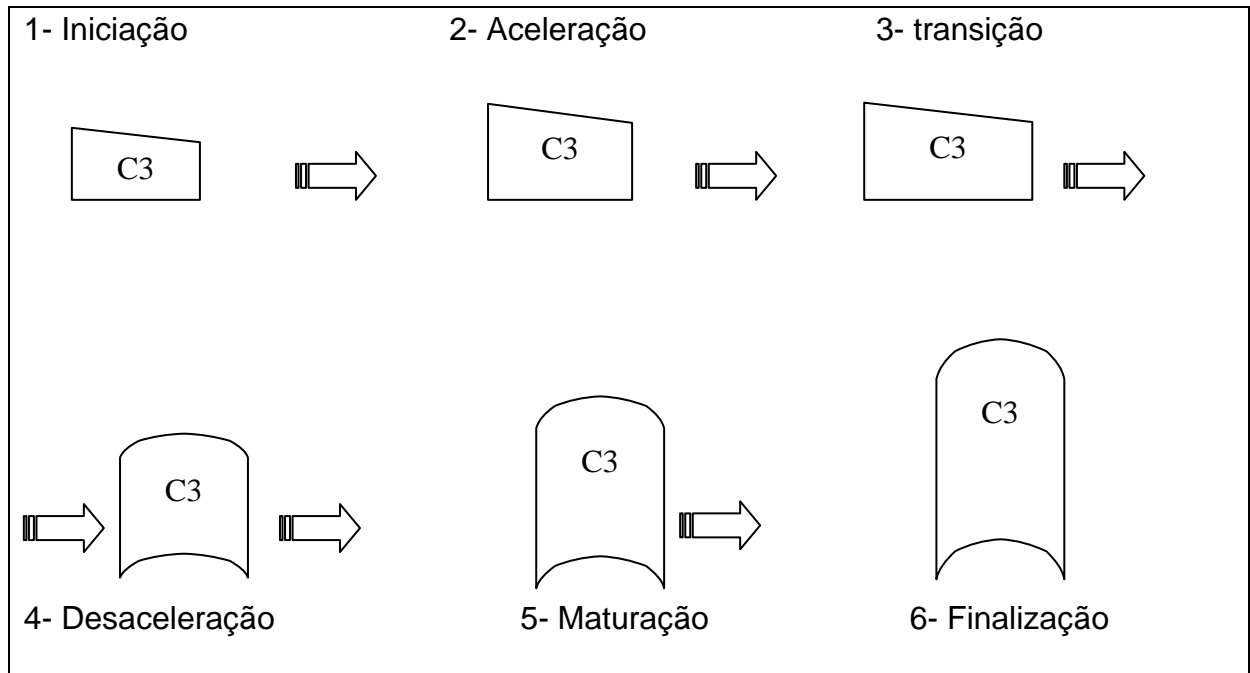 1- Iniciação 2- Aceleração 3- transição
C3 C3 C3
C3 C3 C3
4- Desaceleração 5- Maturação 6- Finalização